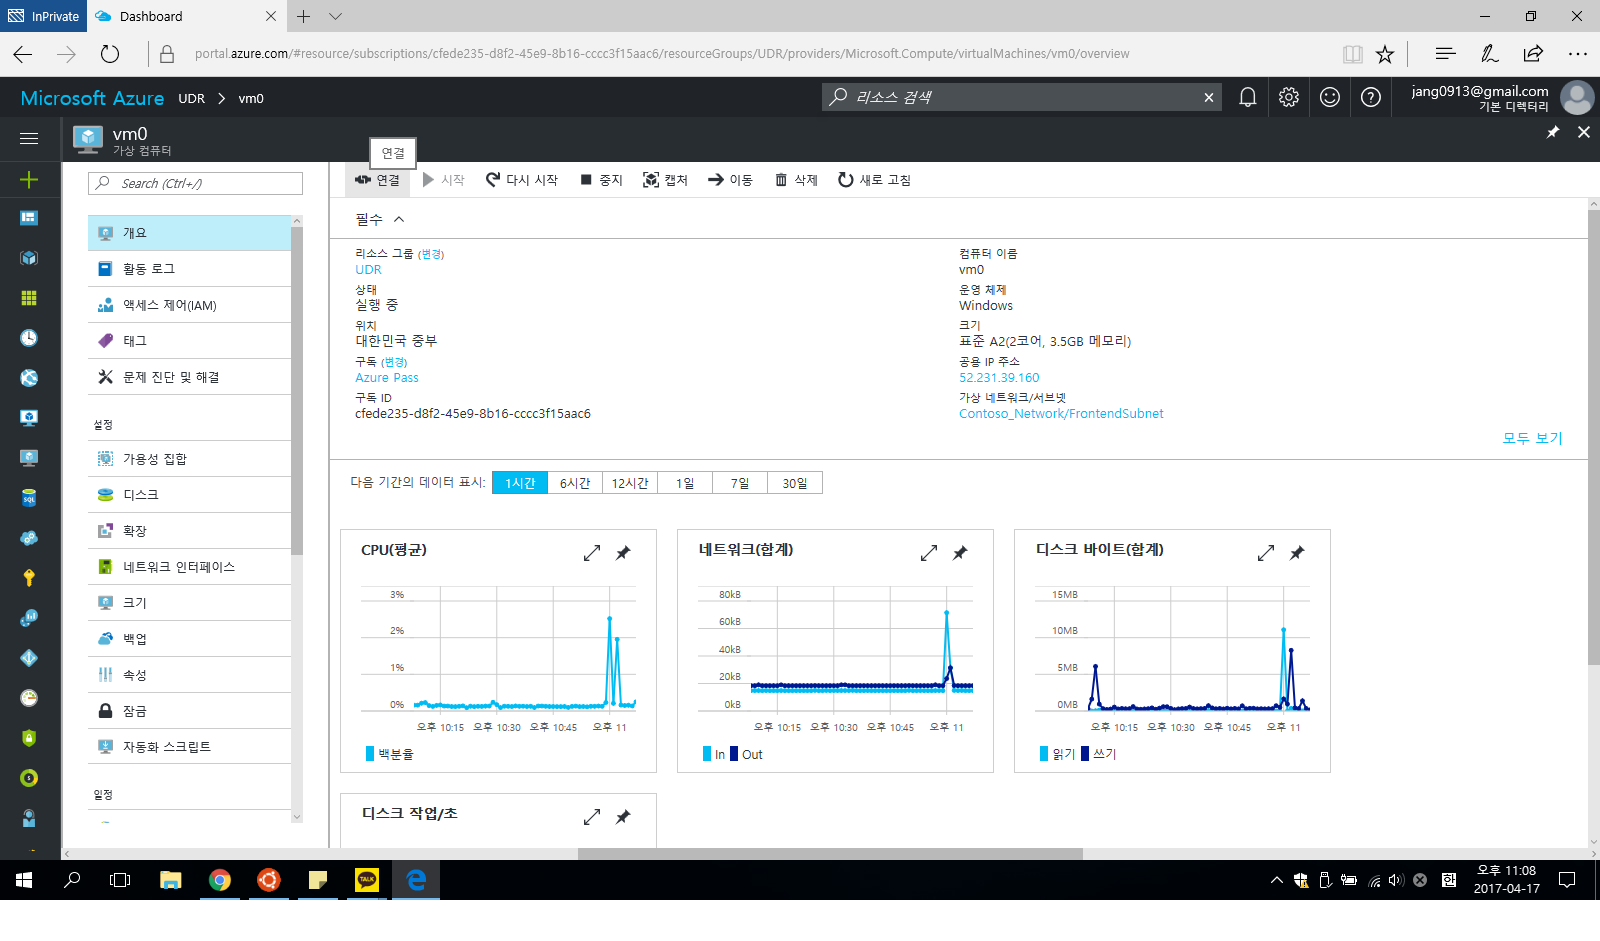 InPrivate
Dashboard
portal.azure.com/#resource/subscriptions/cfede235-d8f2-45e9-8b16-cccc3f15aac6/resourceGroups/UDR/providers/Microsoft.Compute/virtualMachines/vm0/overview
Microsoft Azure UDR vm0
리소스 검색
jang0913@gmail.com
기본 디렉터리
vm0
가상 컴퓨터
연결
Search (Ctrl+/)
개요
활동 로그
액세스 제어(IAM)
태그
문제 진단 및 해결
설정
가용성 집합
디스크
확장
네트워크 인터페이스
크기
백업
속성
잠금
자동화 스크립트
일정
연결 시작 다시 시작 중지 캡처 이동 삭제 새로 고침
필수
리소스 그룹 (변경)
UDR
상태
실행 중
위치
대한민국 중부
구독 (변경)
Azure Pass
구독 ID
cfede235-d8f2-45e9-8b16-cccc3f15aac6
컴퓨터 이름
vm0
운영 체제
Windows
크기
표준 A2(2코어, 3.5GB 메모리)
공용 IP 주소
52.231.39.160
가상 네트워크/서브넷
Contoso_Network/FrontendSubnet
모두 보기
다음 기간의 데이터 표시: 1시간 6시간 12시간 1일 7일 30일
CPU(평균)
3%
2%
1%
0%
오후 10:15 오후 10:30 오후 10:45 오후 11
백분율
네트워크(합계)
80kB
60kB
40kB
20kB
0kB
오후 10:15 오후 10:30 오후 10:45 오후 11
In Out
디스크 바이트(합계)
15MB
10MB
5MB
0MB
오후 10:15 오후 10:30 오후 10:45 오후 11
읽기 쓰기
디스크 작업/초
SQL
TALK
한
오후 11:08
2017-04-17